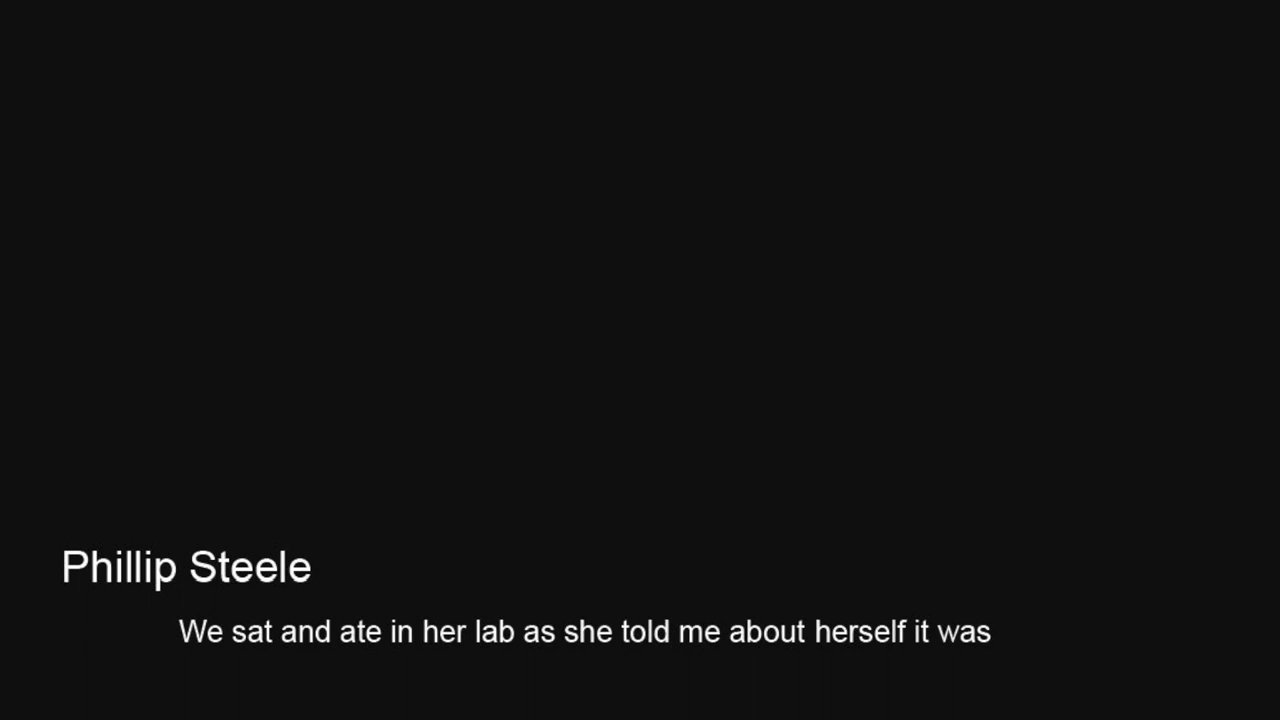 Phillip Steele
We sat and ate in her lab as she told me about herself it was